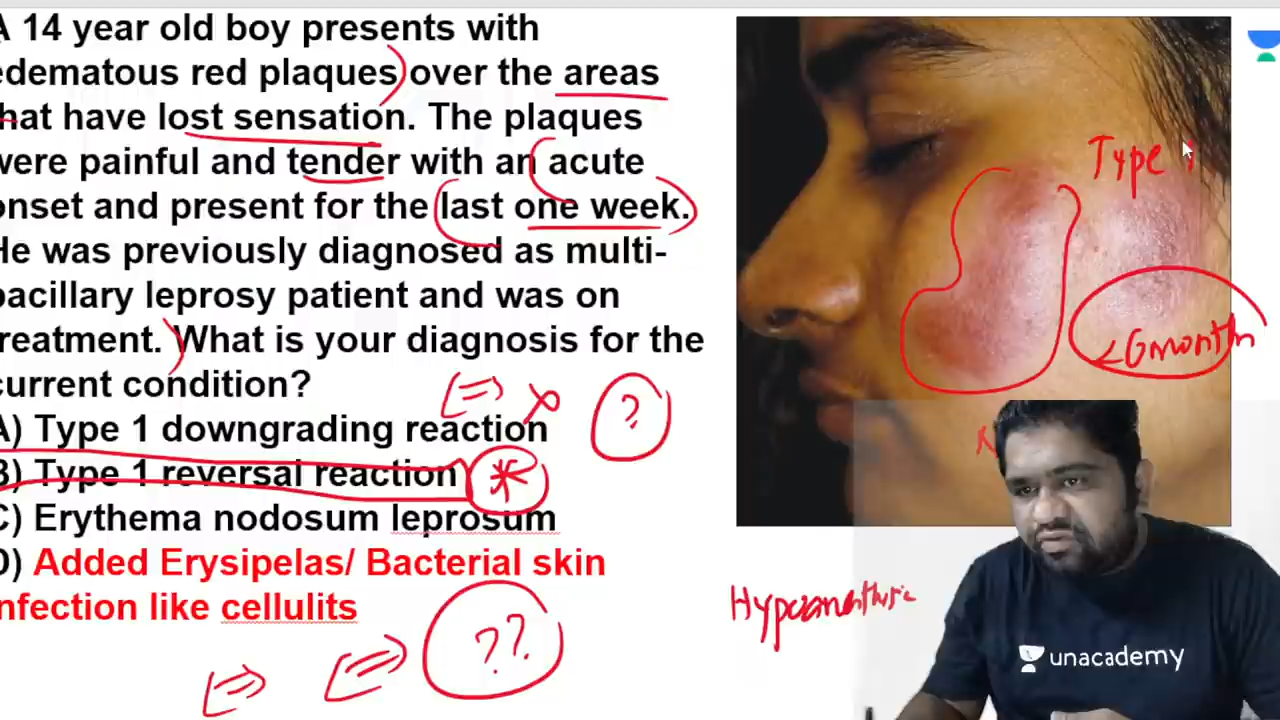 A 14 year old boy presents with
edematous red plaques over the areas
that have lost sensation. The plaques
were painful and tender with an acute
onset and present for the last one week.
He was previously diagnosed as multi-
bacillary leprosy patient and was on
treatment. What is your diagnosis for the
current condition?
A) Type 1 downgrading reaction
?
B) Type 1 reversal reaction
C) Erythema nodosum leprosum
D) Added Erysipelas/ Bacterial skin
infection like cellulits
??
Type 1
<6month
unacademy